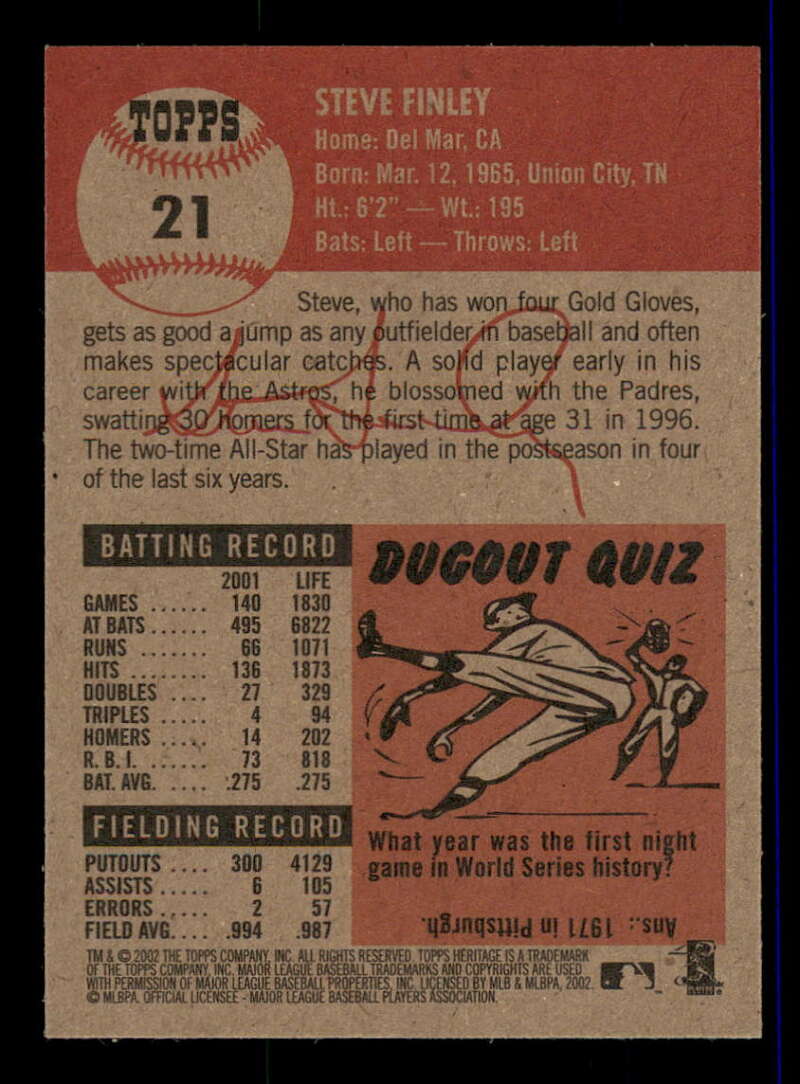 TOPPS
21
STEVE FINLEY
Home: Del Mar, CA
Born: Mar. 12, 1965, Union City, TN
Ht.: 6'2" — Wt.: 195
Bats: Left — Throws: Left
Steve, who has won four Gold Gloves,
gets as good a jump as any outfielder in baseball and often
makes spectacular catches. A solid player early in his
career with the Astros, he blossomed with the Padres,
swatting 30 homers for the first time at age 31 in 1996.
The two-time All-Star has played in the postseason in four
of the last six years.
BATTING RECORD
2001 LIFE
GAMES ...... 140 1830
AT BATS ...... 495 6822
RUNS ....... 66 1071
HITS ........ 136 1873
DOUBLES .... 27 329
TRIPLES ..... 4 94
HOMERS ..... 14 202
R.B.I. ....... 73 818
BAT. AVG. .... .275 .275
FIELDING RECORD
PUTOUTS .... 300 4129
ASSISTS ..... 6 105
ERRORS ..... 2 57
FIELD AVG. ... .994 .987
DUGOUT QUIZ
What year was the first night
game in World Series history?
Ans.: 1971 in Pittsburgh.
TM & © 2002 THE TOPPS COMPANY, INC. ALL RIGHTS RESERVED. TOPPS HERITAGE IS A TRADEMARK
OF THE TOPPS COMPANY, INC. MAJOR LEAGUE BASEBALL TRADEMARKS AND COPYRIGHTS ARE USED
WITH PERMISSION OF MAJOR LEAGUE BASEBALL PROPERTIES, INC. LICENSED BY MLB & MLBPA, 2002.
© MLBPA. OFFICIAL LICENSEE - MAJOR LEAGUE BASEBALL PLAYERS ASSOCIATION.